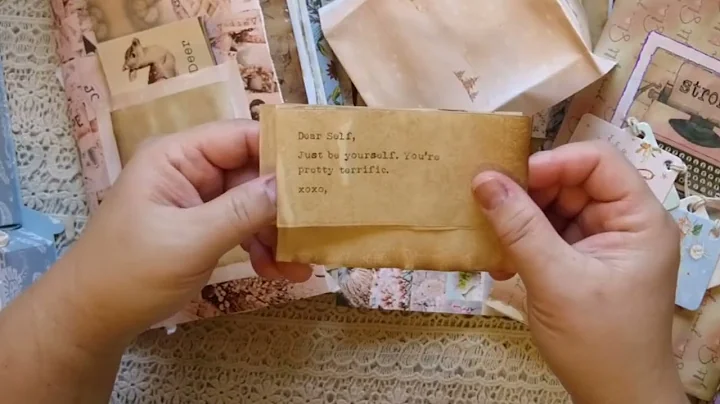 Deer
Dear Self,
Just be yourself. You're
pretty terrific.
xoxo,